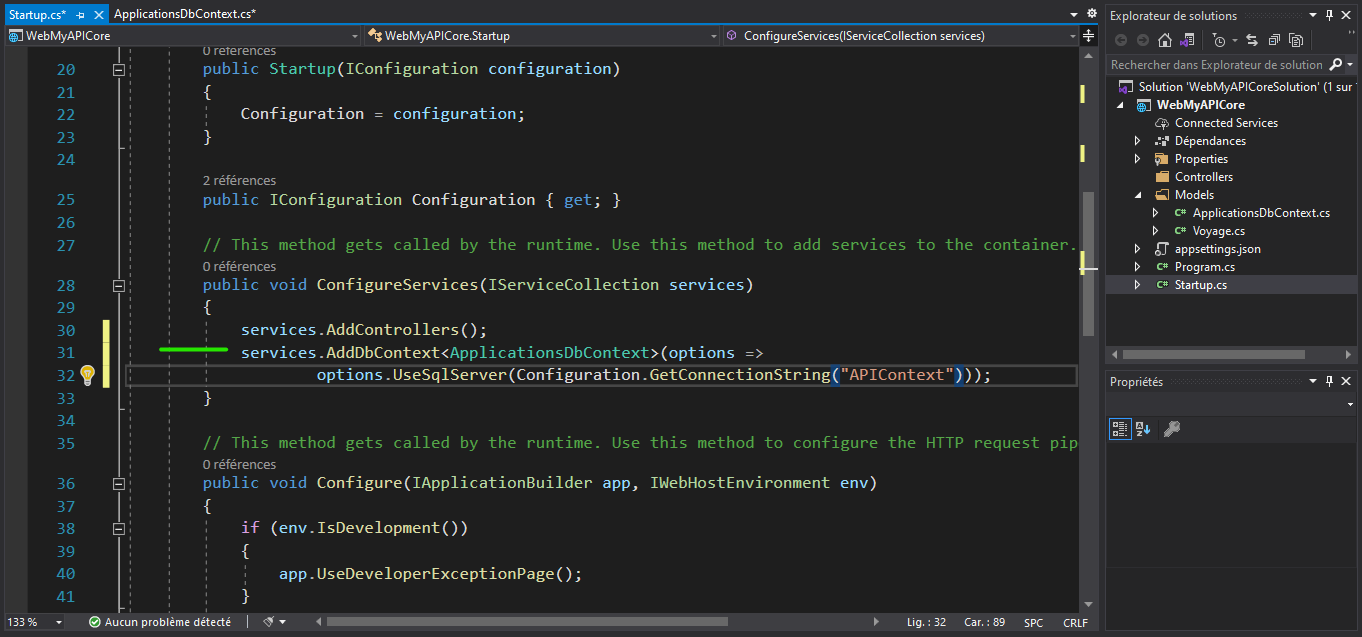 Startup.cs*
ApplicationsDbContext.cs*
WebMyAPICore
WebMyAPICore.Startup
ConfigureServices(IServiceCollection services)
0 références
20 public Startup(IConfiguration configuration)
21 {
22 Configuration = configuration;
23 }
24
2 références
25 public IConfiguration Configuration { get; }
26
27 // This method gets called by the runtime. Use this method to add services to the container.
0 références
28 public void ConfigureServices(IServiceCollection services)
29 {
30 services.AddControllers();
31 services.AddDbContext<ApplicationsDbContext>(options =>
32 options.UseSqlServer(Configuration.GetConnectionString("APIContext")));
33 }
34
35 // This method gets called by the runtime. Use this method to configure the HTTP request pip
0 références
36 public void Configure(IApplicationBuilder app, IWebHostEnvironment env)
37 {
38 if (env.IsDevelopment())
39 {
40 app.UseDeveloperExceptionPage();
41 }
133 %
Aucun problème détecté
Lig. : 32
Car. : 89
SPC
CRLF
Explorateur de solutions
Rechercher dans Explorateur de solution
Solution 'WebMyAPICoreSolution' (1 sur
WebMyAPICore
Connected Services
Dépendances
Properties
Controllers
Models
C# ApplicationsDbContext.cs
C# Voyage.cs
appsettings.json
C# Program.cs
C# Startup.cs
Propriétés